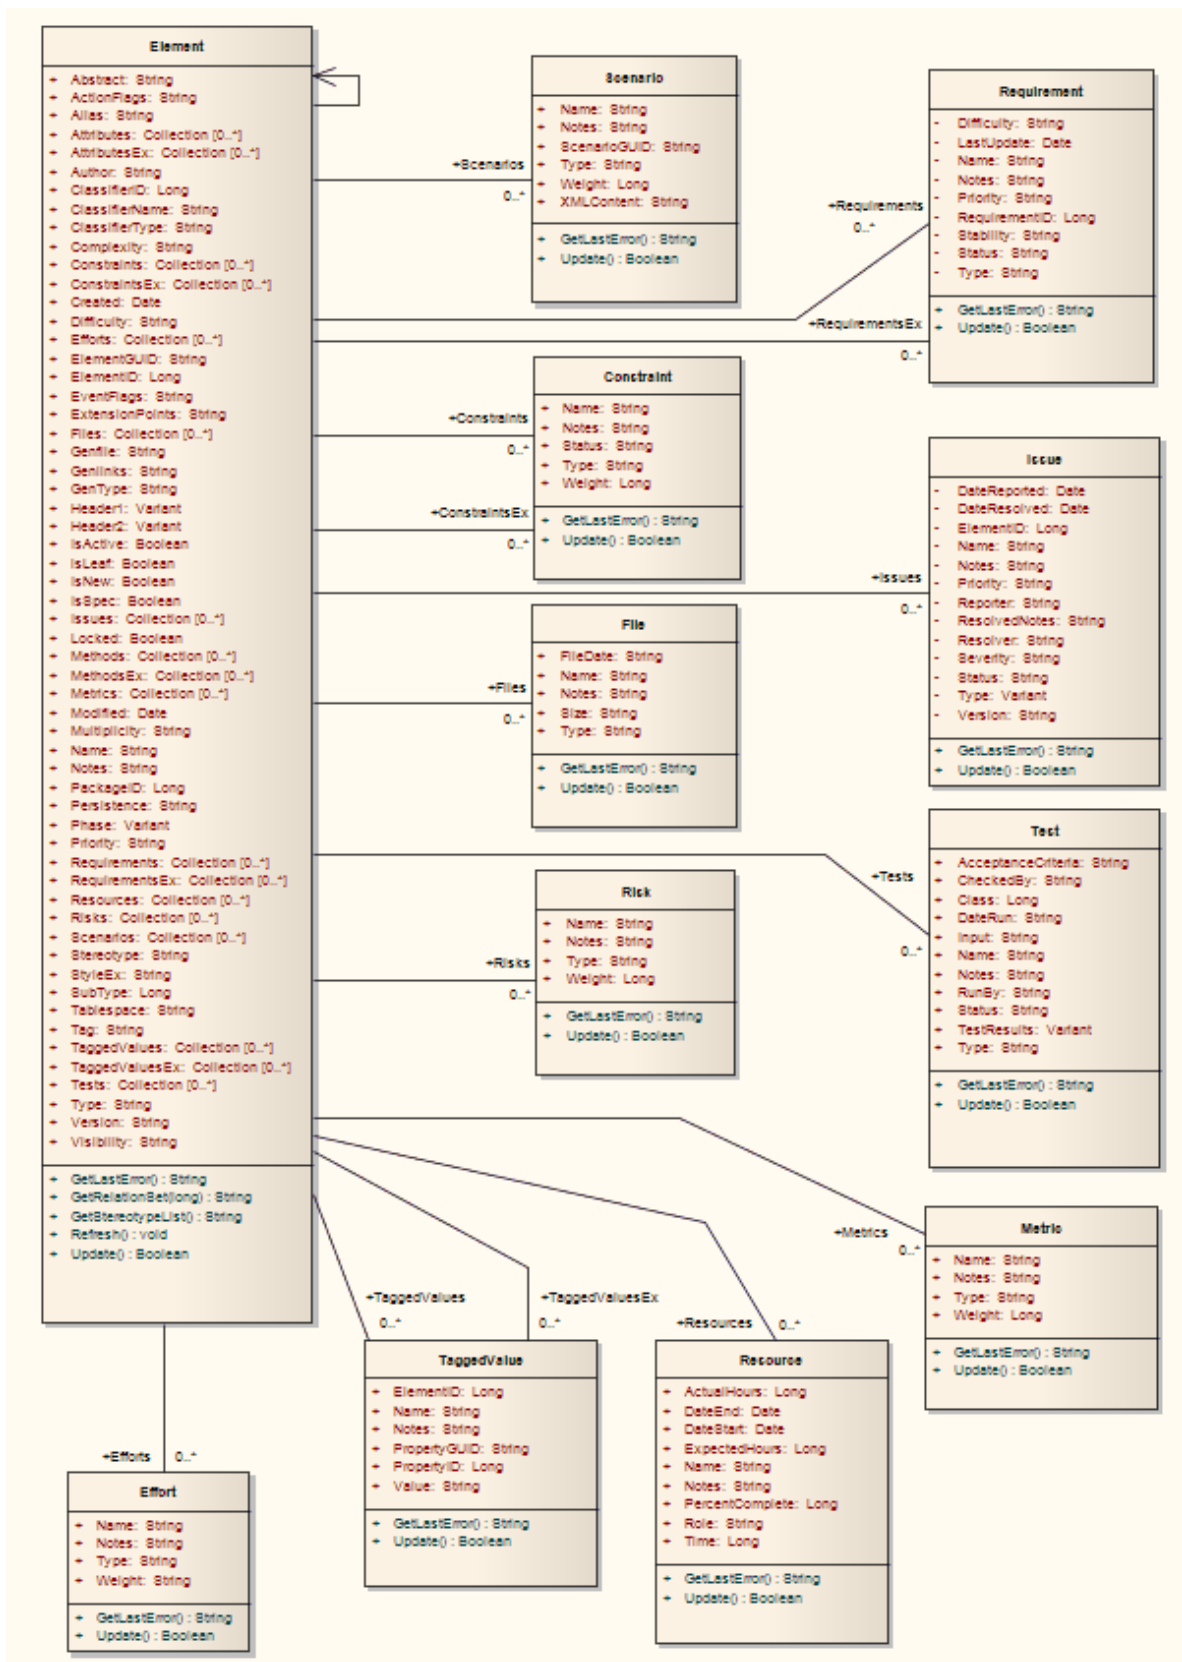 Element
+ Abstract: String
+ ActionFlags: String
+ Alias: String
+ Attributes: Collection [0..*]
+ AttributesEx: Collection [0..*]
+ Author: String
+ ClassifierID: Long
+ ClassifierName: String
+ ClassifierType: String
+ Complexity: String
+ Constraints: Collection [0..*]
+ ConstraintsEx: Collection [0..*]
+ Created: Date
+ Difficulty: String
+ Efforts: Collection [0..*]
+ ElementGUID: String
+ ElementID: Long
+ EventFlags: String
+ ExtensionPoints: String
+ Files: Collection [0..*]
+ Genfile: String
+ Genlinks: String
+ GenType: String
+ Header1: Variant
+ Header2: Variant
+ IsActive: Boolean
+ IsLeaf: Boolean
+ IsNew: Boolean
+ IsSpec: Boolean
+ Issues: Collection [0..*]
+ Locked: Boolean
+ Methods: Collection [0..*]
+ MethodsEx: Collection [0..*]
+ Metrics: Collection [0..*]
+ Modified: Date
+ Multiplicity: String
+ Name: String
+ Notes: String
+ PackageID: Long
+ Persistence: String
+ Phase: Variant
+ Priority: String
+ Requirements: Collection [0..*]
+ RequirementsEx: Collection [0..*]
+ Resources: Collection [0..*]
+ Risks: Collection [0..*]
+ Scenarios: Collection [0..*]
+ Stereotype: String
+ StyleEx: String
+ SubType: Long
+ Tablespace: String
+ Tag: String
+ TaggedValues: Collection [0..*]
+ TaggedValuesEx: Collection [0..*]
+ Tests: Collection [0..*]
+ Type: String
+ Version: String
+ Visibility: String
+ GetLastError() : String
+ GetRelationSet(long) : String
+ GetStereotypeList() : String
+ Refresh() : void
+ Update() : Boolean
+Scenarios
0..*
Scenario
+ Name: String
+ Notes: String
+ ScenarioGUID: String
+ Type: String
+ Weight: Long
+ XMLContent: String
+ GetLastError() : String
+ Update() : Boolean
+Requirements
0..*
+RequirementsEx
0..*
Requirement
- Difficulty: String
- LastUpdate: Date
- Name: String
- Notes: String
- Priority: String
- RequirementID: Long
- Stability: String
- Status: String
- Type: String
+ GetLastError() : String
+ Update() : Boolean
+Constraints
0..*
+ConstraintsEx
0..*
Constraint
+ Name: String
+ Notes: String
+ Status: String
+ Type: String
+ Weight: Long
+ GetLastError() : String
+ Update() : Boolean
+Issues
0..*
Issue
- DateReported: Date
- DateResolved: Date
- ElementID: Long
- Name: String
- Notes: String
- Priority: String
- Reporter: String
- ResolvedNotes: String
- Resolver: String
- Severity: String
- Status: String
- Type: Variant
- Version: String
+ GetLastError() : String
+ Update() : Boolean
+Files
0..*
File
+ FileDate: String
+ Name: String
+ Notes: String
+ Size: String
+ Type: String
+ GetLastError() : String
+ Update() : Boolean
+Tests
0..*
Test
+ AcceptanceCriteria: String
+ CheckedBy: String
+ Class: Long
+ DateRun: String
+ Input: String
+ Name: String
+ Notes: String
+ RunBy: String
+ Status: String
+ TestResults: Variant
+ Type: String
+ GetLastError() : String
+ Update() : Boolean
+Risks
0..*
Risk
+ Name: String
+ Notes: String
+ Type: String
+ Weight: Long
+ GetLastError() : String
+ Update() : Boolean
+Metrics
0..*
Metric
+ Name: String
+ Notes: String
+ Type: String
+ Weight: Long
+ GetLastError() : String
+ Update() : Boolean
+TaggedValues
0..*
+TaggedValuesEx
0..*
TaggedValue
+ ElementID: Long
+ Name: String
+ Notes: String
+ PropertyGUID: String
+ PropertyID: Long
+ Value: String
+ GetLastError() : String
+ Update() : Boolean
+Resources
0..*
Resource
+ ActualHours: Long
+ DateEnd: Date
+ DateStart: Date
+ ExpectedHours: Long
+ Name: String
+ Notes: String
+ PercentComplete: Long
+ Role: String
+ Time: Long
+ GetLastError() : String
+ Update() : Boolean
+Efforts
0..*
Effort
+ Name: String
+ Notes: String
+ Type: String
+ Weight: String
+ GetLastError() : String
+ Update() : Boolean